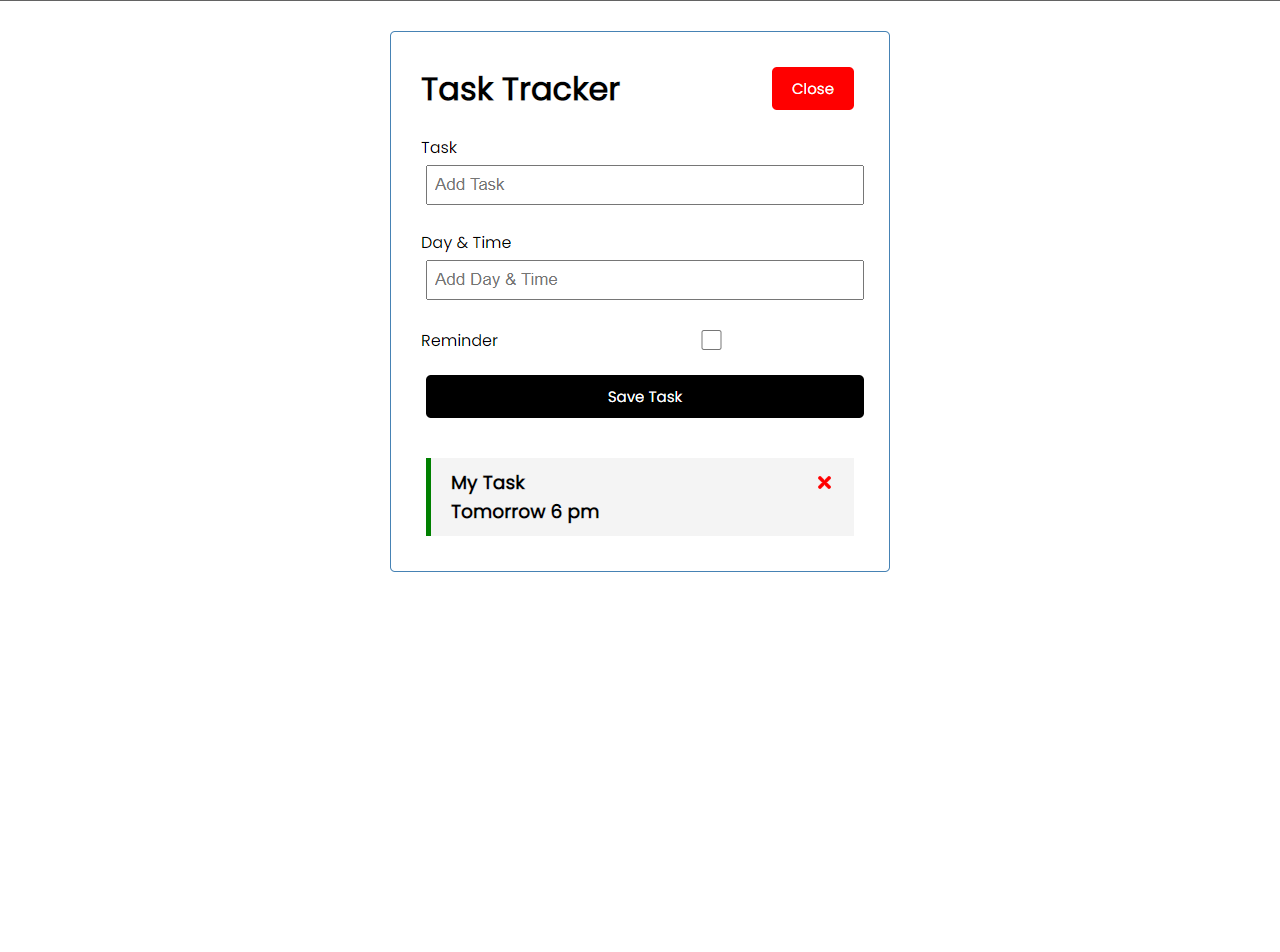 Task Tracker
Close
Task
Add Task
Day & Time
Add Day & Time
Reminder
Save Task
My Task
Tomorrow 6 pm